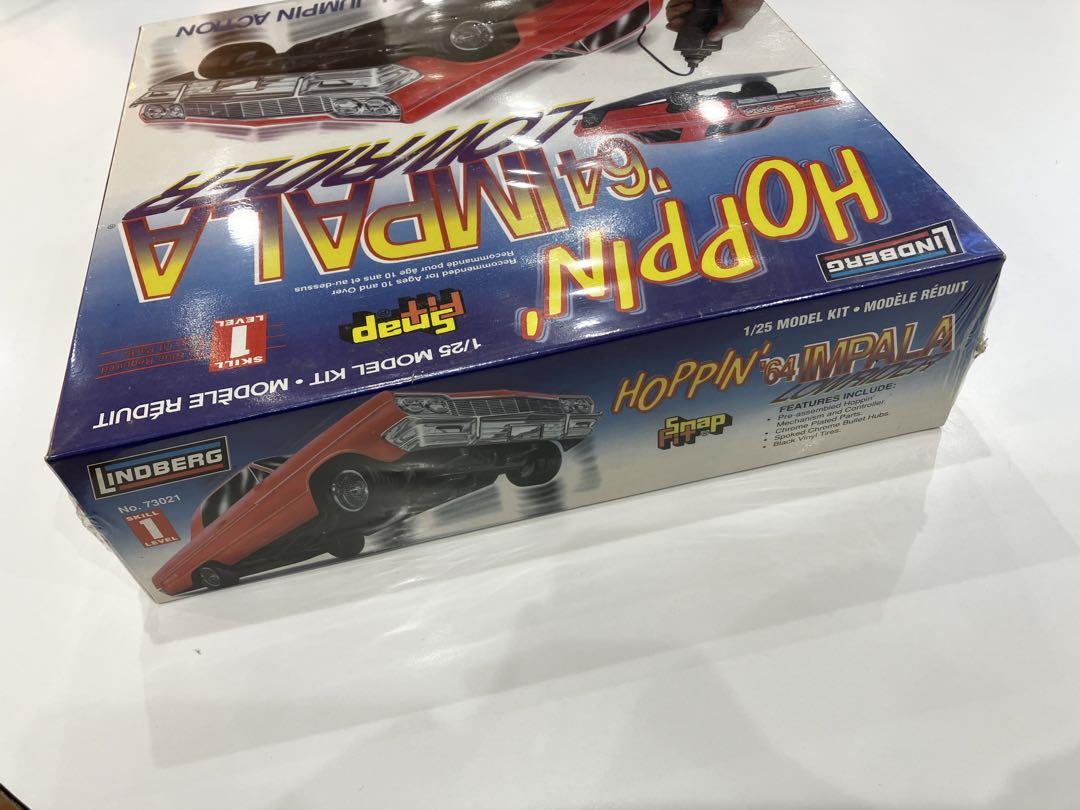 JUMPIN ACTION
LOWRIDER
'64 IMPALA
HOPPIN'
LINDBERG
Recommended for Ages 10 and Over
Recommandé pour âge 10 ans et au-dessus
Snap Fit
SKILL
1
LEVEL
1/25 MODEL KIT • MODÈLE RÉDUIT
LINDBERG
No. 73021
SKILL
1
LEVEL
1/25 MODEL KIT • MODÈLE RÉDUIT
HOPPIN' '64 IMPALA
LOWRIDER
Snap Fit
FEATURES INCLUDE:
• Pre-assembled Hoppin'
Mechanism and Controller.
• Chrome Plated Parts.
• Spoked Chrome Bullet Hubs.
• Black Vinyl Tires.